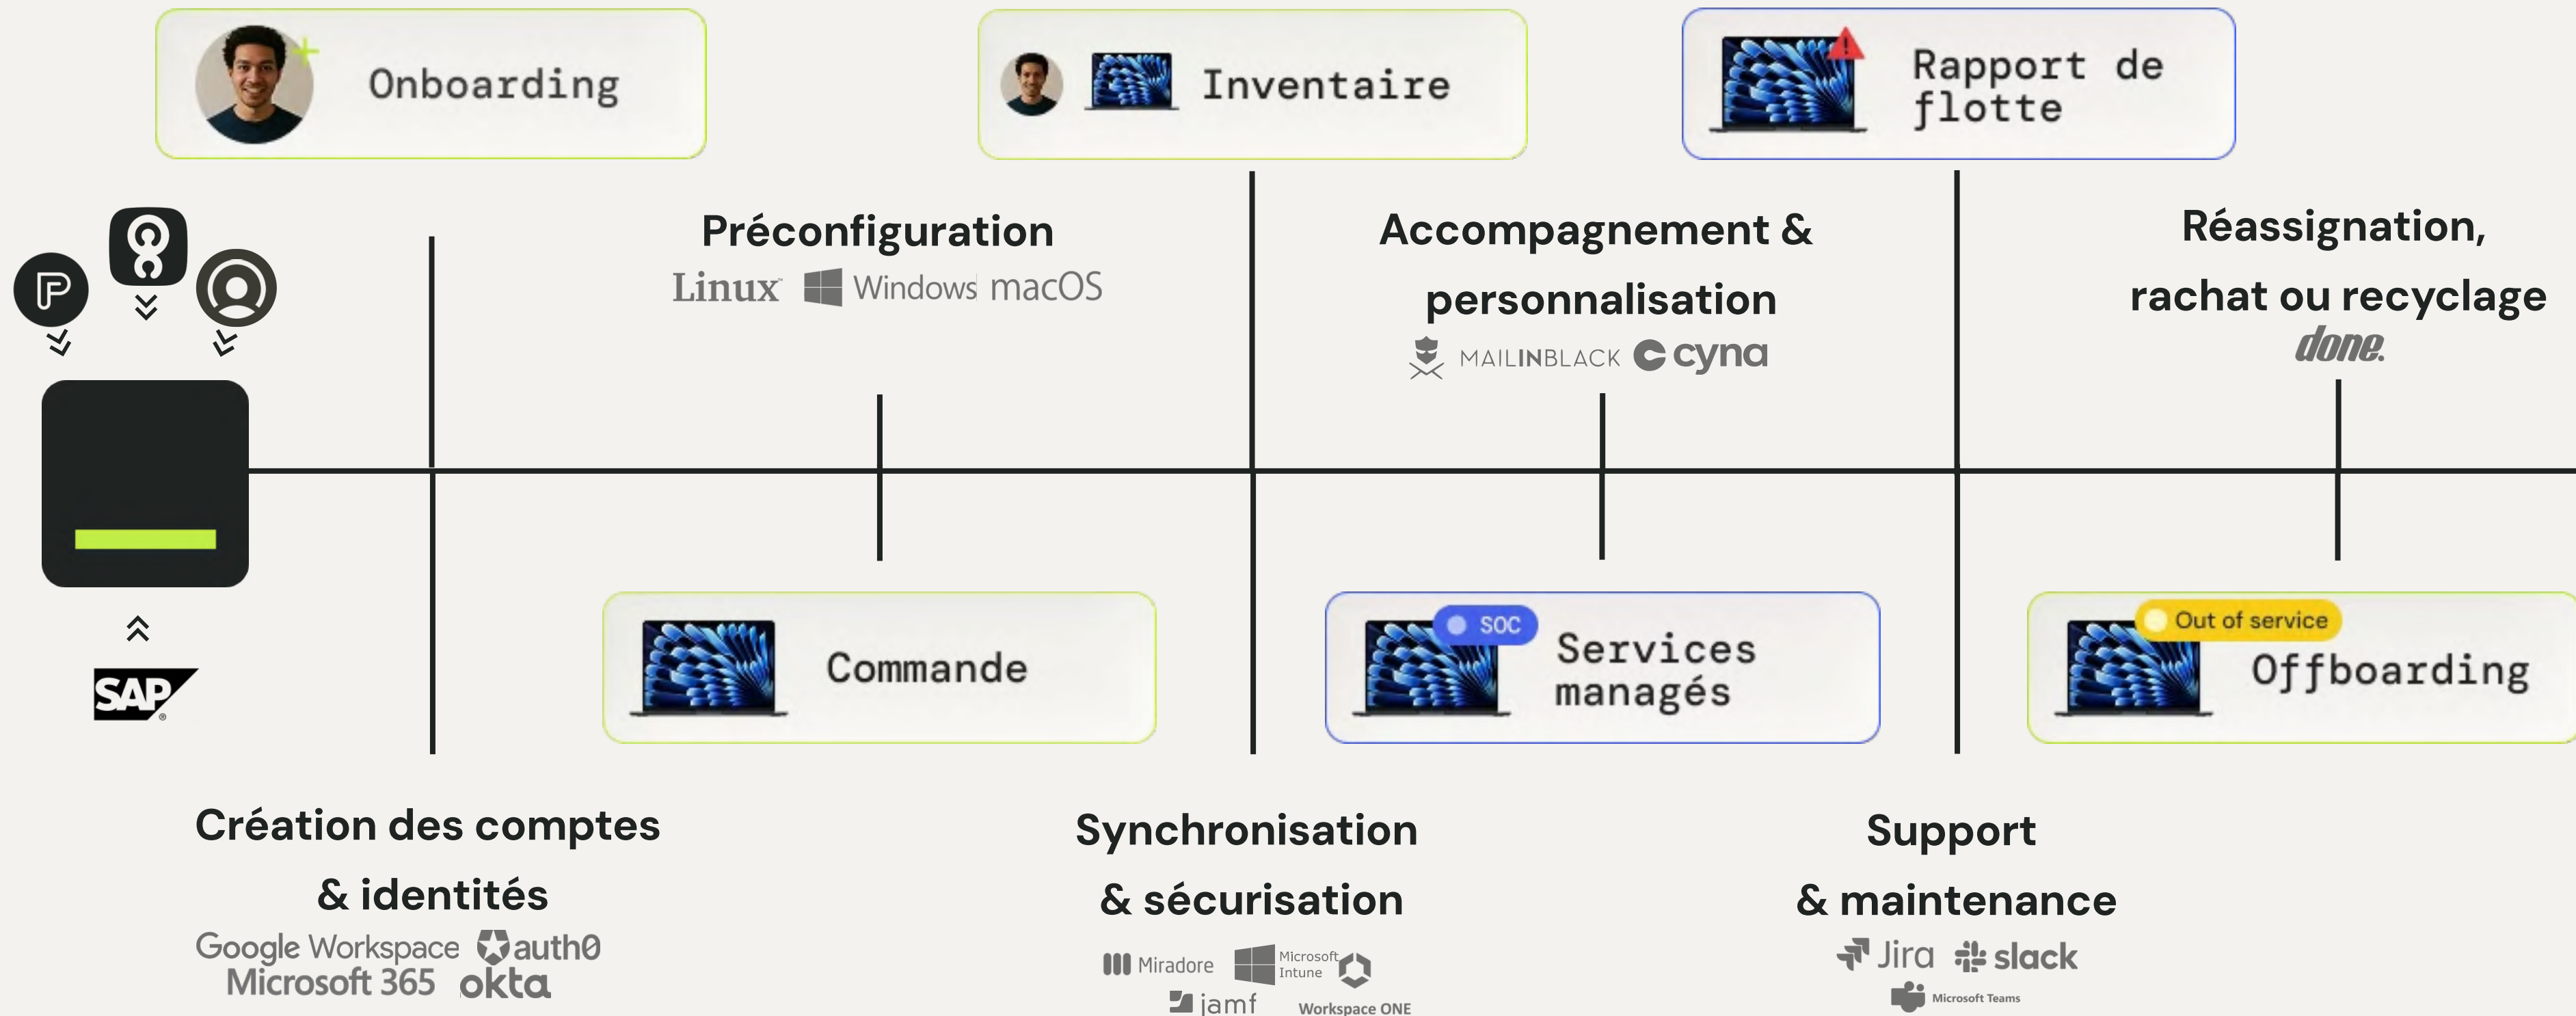 Onboarding
Inventaire
Rapport de
flotte
Préconfiguration
Linux Windows macOS
Accompagnement &
personnalisation
MAILINBLACK cyna
Réassignation,
rachat ou recyclage
done.
P
SAP
®
Commande
SOC
Services
managés
Out of service
Offboarding
Création des comptes
& identités
Google Workspace auth0
Microsoft 365 okta
Synchronisation
& sécurisation
Miradore Microsoft
Intune
jamf Workspace ONE
Support
& maintenance
Jira slack
Microsoft Teams